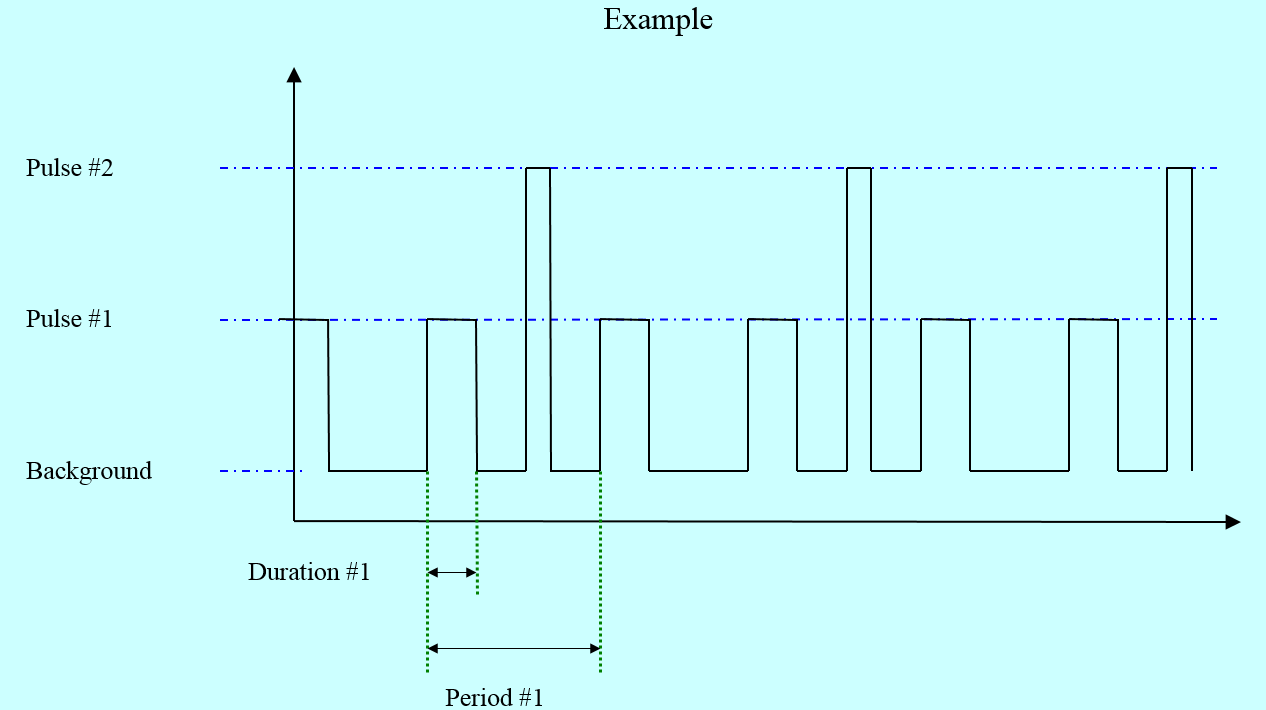 Example
Pulse #2
Pulse #1
Background
Duration #1
Period #1